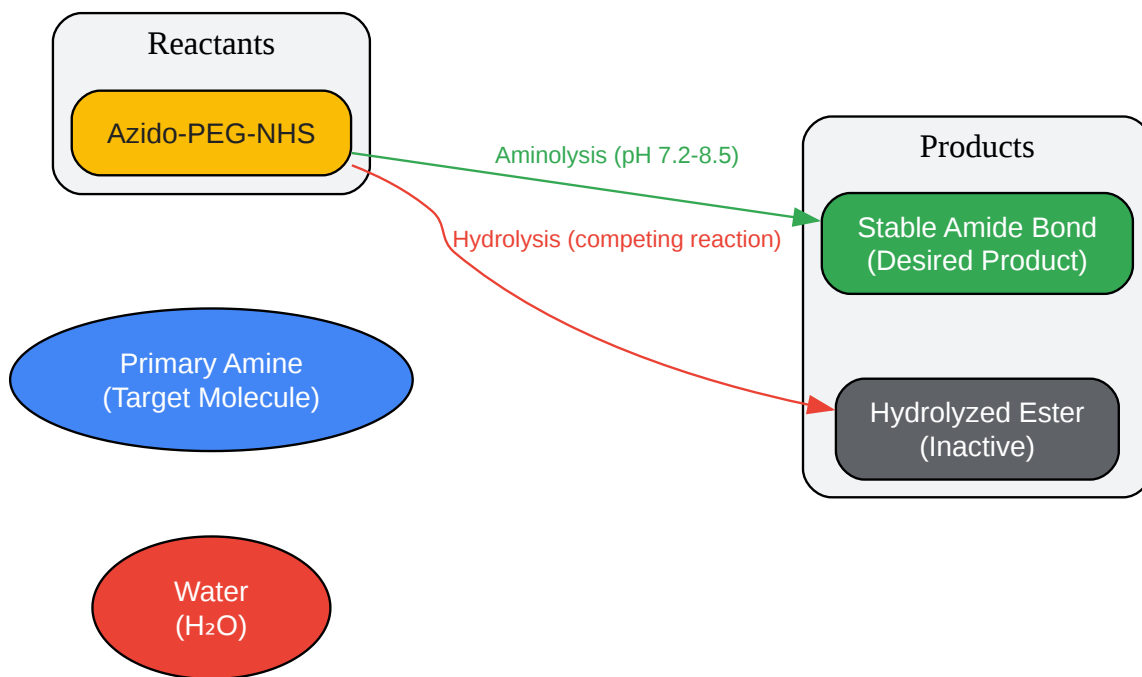 Reactants
Azido-PEG-NHS
Aminolysis (pH 7.2-8.5)
Products
Stable Amide Bond
(Desired Product)
Hydrolysis (competing reaction)
Primary Amine
(Target Molecule)
Hydrolyzed Ester
(Inactive)
Water
(H₂O)